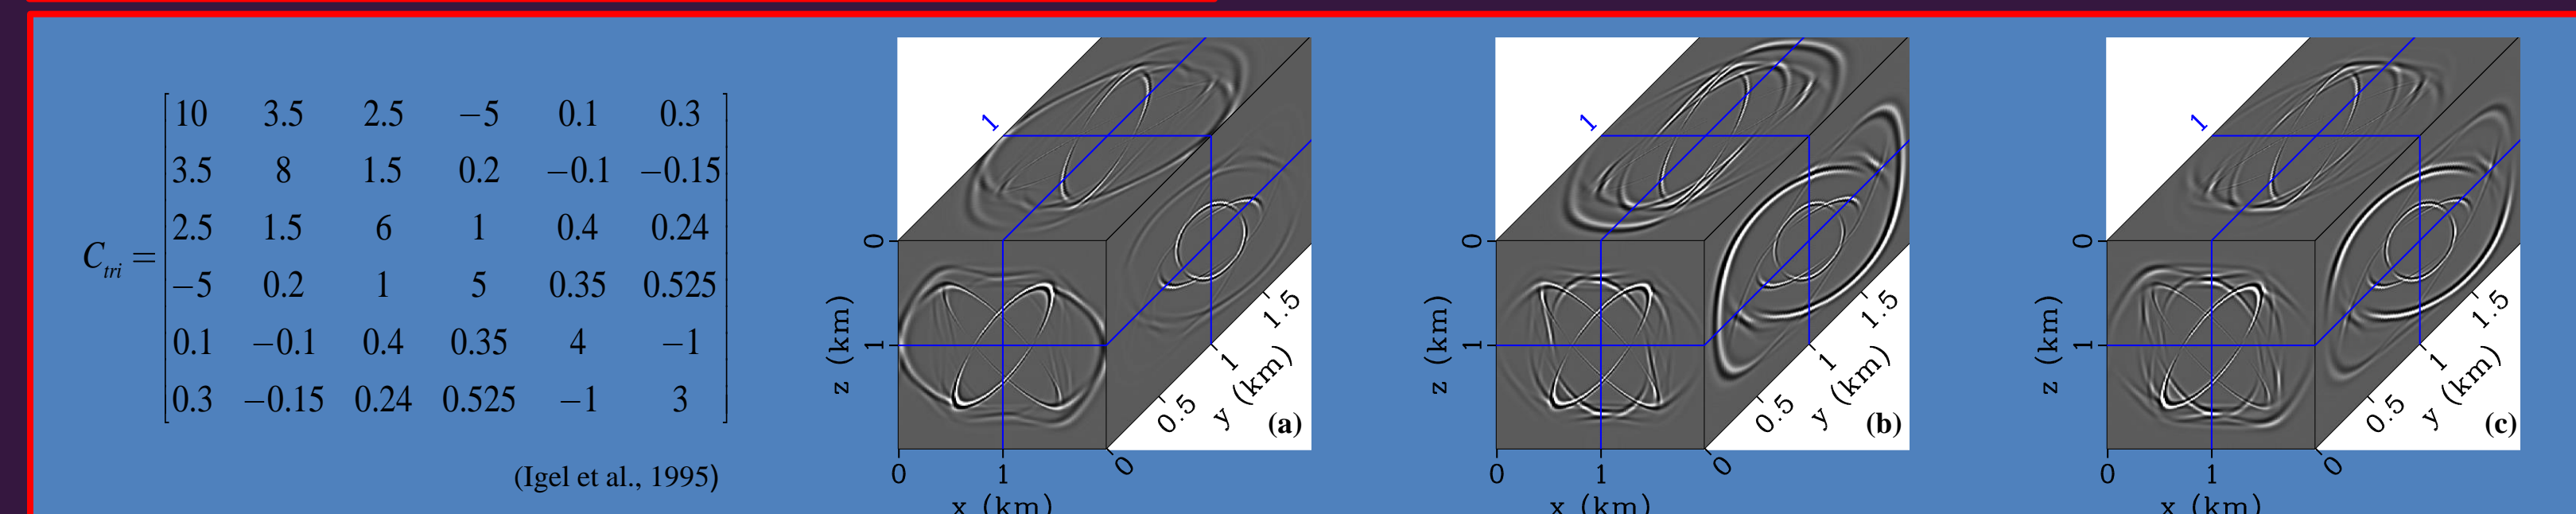 C_tri =
10 3.5 2.5 −5 0.1 0.3
3.5 8 1.5 0.2 −0.1 −0.15
2.5 1.5 6 1 0.4 0.24
−5 0.2 1 5 0.35 0.525
0.1 −0.1 0.4 0.35 4 −1
0.3 −0.15 0.24 0.525 −1 3
(Igel et al., 1995)
1
0
1
z (km)
0 1
x (km)
0 0.5 1 1.5
y (km)
(a)
1
0
1
z (km)
0 1
x (km)
0 0.5 1 1.5
y (km)
(b)
1
0
1
z (km)
0 1
x (km)
0 0.5 1 1.5
y (km)
(c)